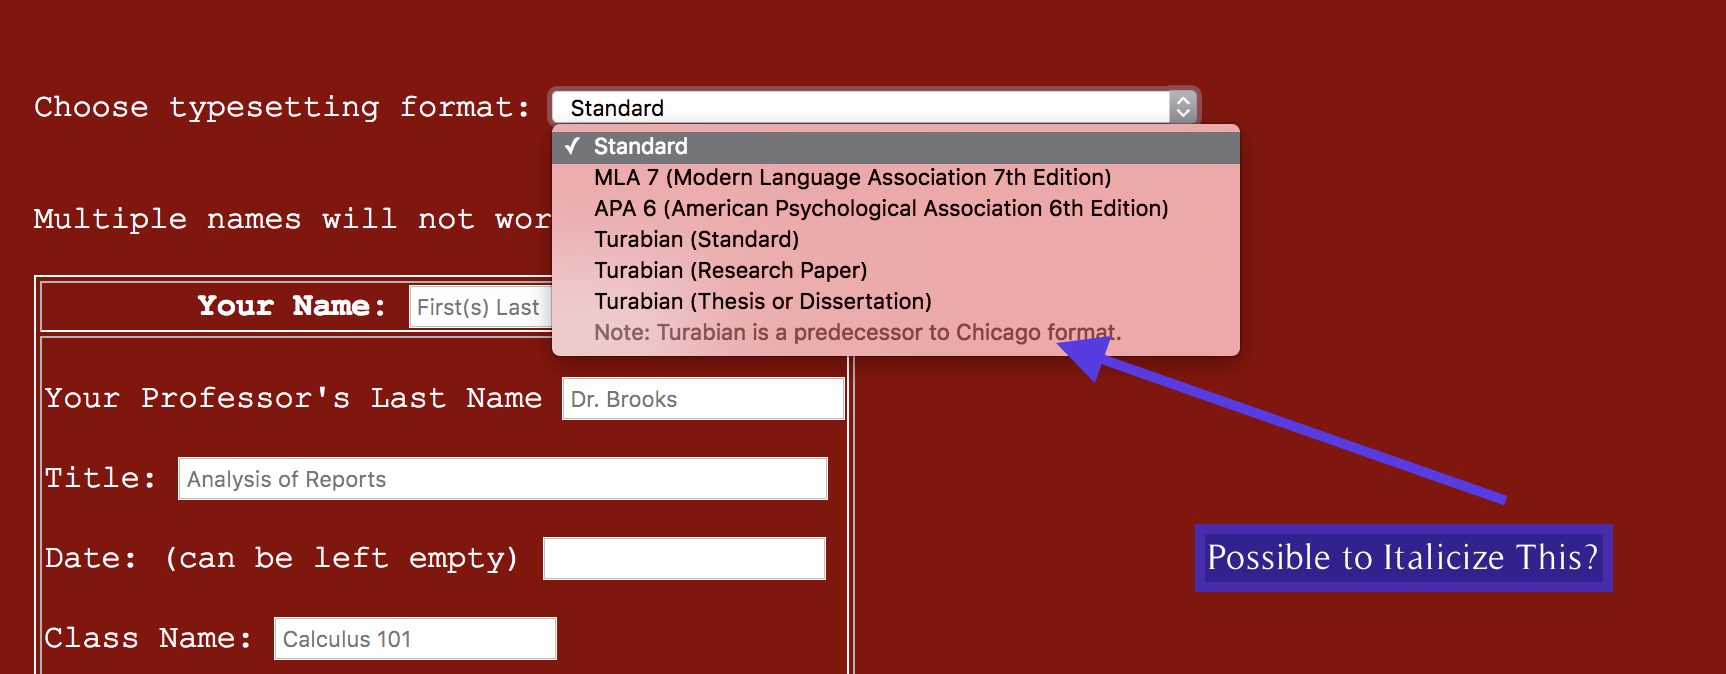 Choose typesetting format: Standard
✓ Standard
MLA 7 (Modern Language Association 7th Edition)
APA 6 (American Psychological Association 6th Edition)
Turabian (Standard)
Turabian (Research Paper)
Turabian (Thesis or Dissertation)
Note: Turabian is a predecessor to Chicago format.
Multiple names will not wor
Your Name: First(s) Last
Your Professor's Last Name Dr. Brooks
Title: Analysis of Reports
Date: (can be left empty)
Class Name: Calculus 101
Possible to Italicize This?